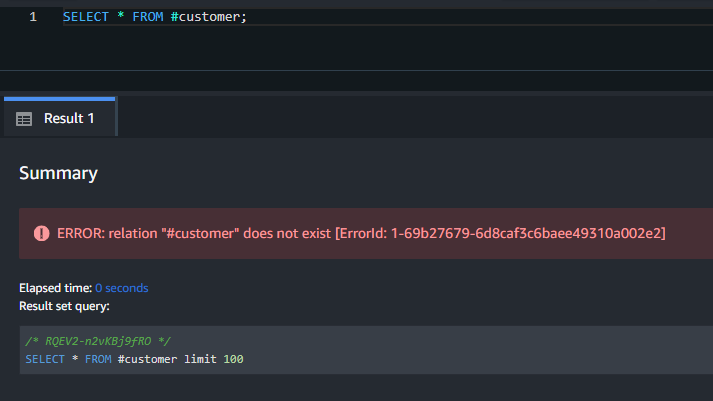 1 SELECT * FROM #customer;
Result 1
Summary
ERROR: relation "#customer" does not exist [ErrorId: 1-69b27679-6d8caf3c6baee49310a002e2]
Elapsed time: 0 seconds
Result set query:
/* RQEV2-n2vKBj9fRO */
SELECT * FROM #customer limit 100